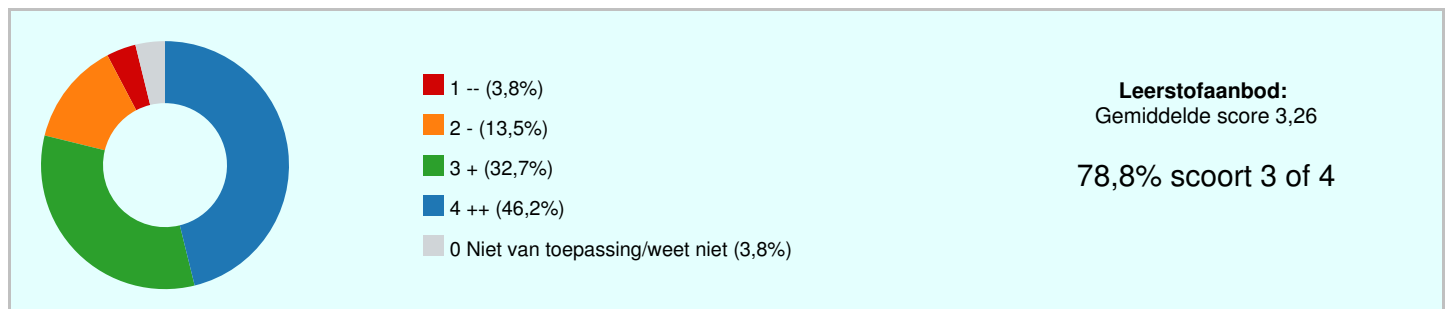 1 -- (3,8%)
2 - (13,5%)
3 + (32,7%)
4 ++ (46,2%)
0 Niet van toepassing/weet niet (3,8%)
Leerstofaanbod:
Gemiddelde score 3,26
78,8% scoort 3 of 4